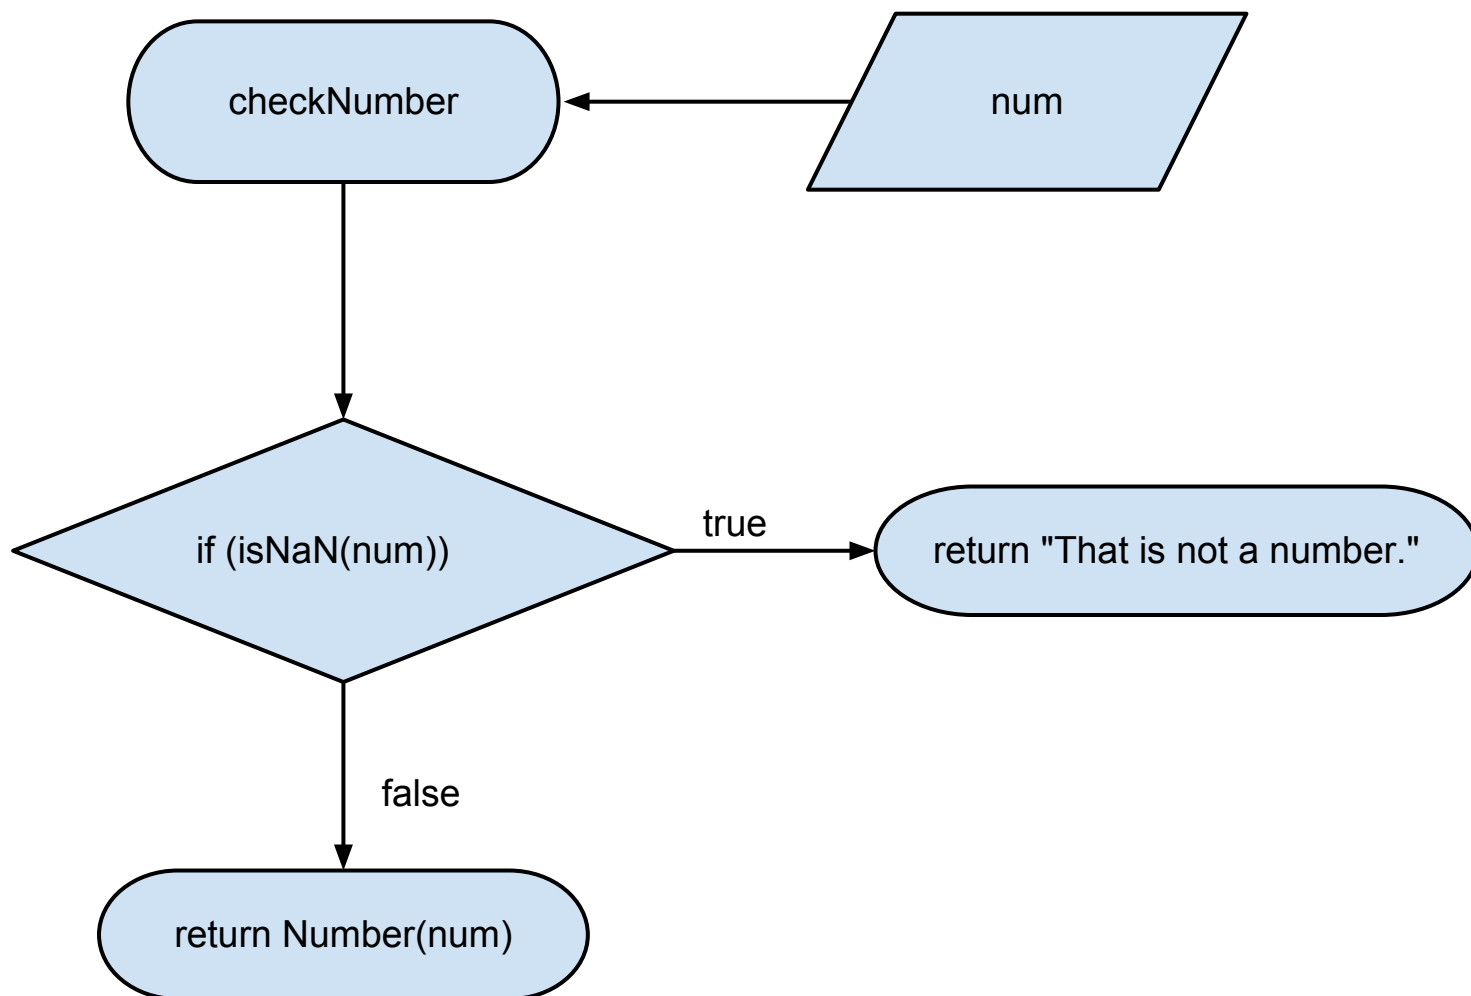 checkNumber
num
if (isNaN(num))
true
return "That is not a number."
false
return Number(num)